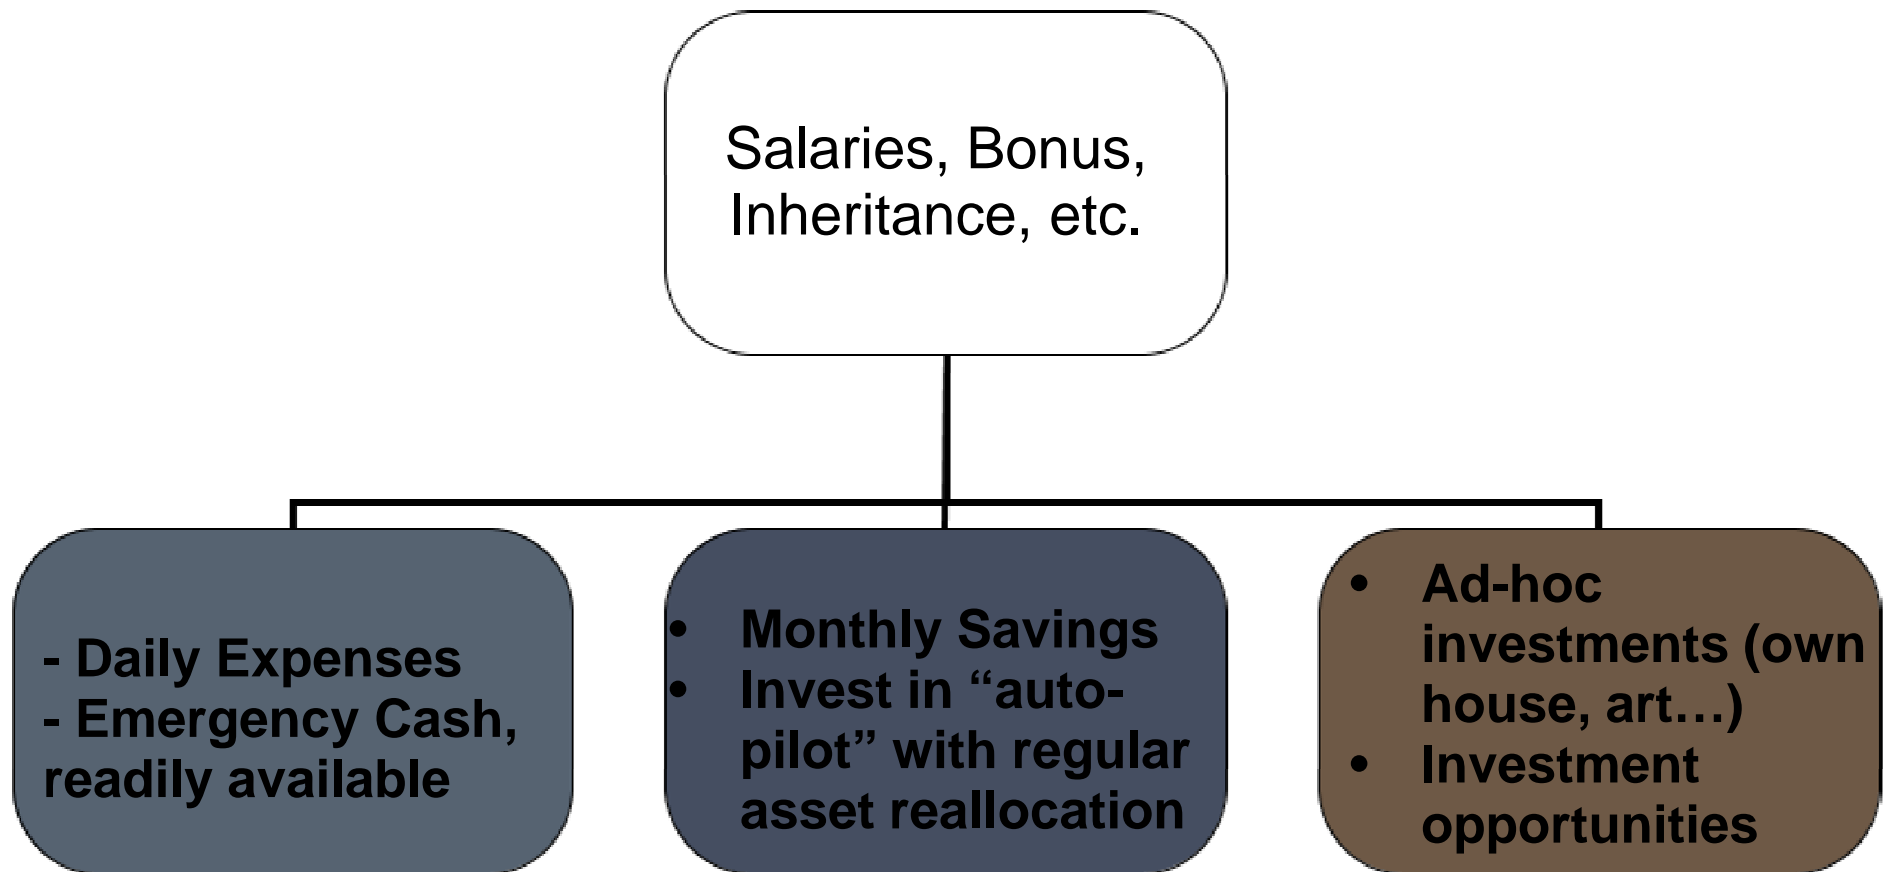 Salaries, Bonus,
Inheritance, etc.
- Daily Expenses
- Emergency Cash,
readily available
• Monthly Savings
• Invest in “auto-
pilot” with regular
asset reallocation
• Ad-hoc
investments (own
house, art…)
• Investment
opportunities